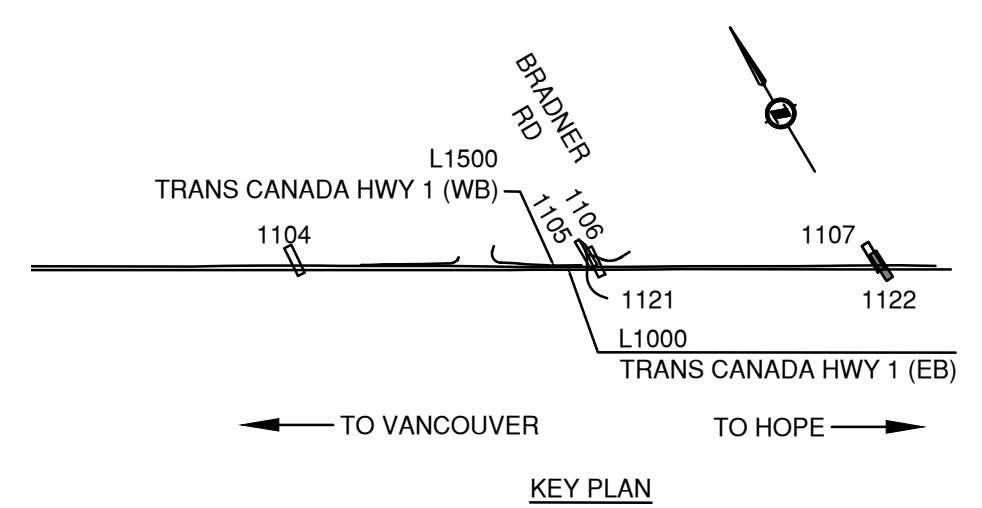 BRADNER
RD
L1500
TRANS CANADA HWY 1 (WB)
1105
1106
1104
1107
1121
1122
L1000
TRANS CANADA HWY 1 (EB)
TO VANCOUVER
TO HOPE
KEY PLAN